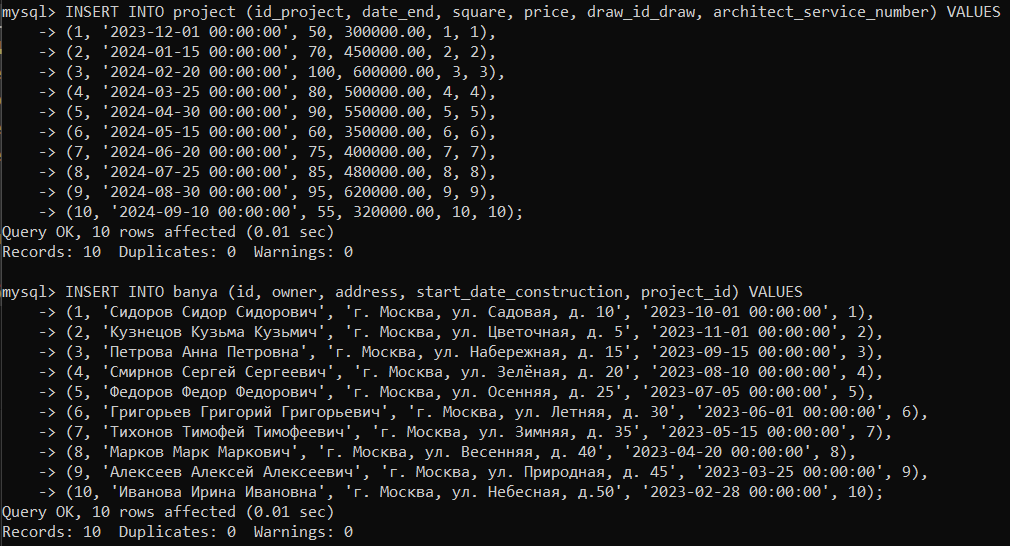 mysql> INSERT INTO project (id_project, date_end, square, price, draw_id_draw, architect_service_number) VALUES
    -> (1, '2023-12-01 00:00:00', 50, 300000.00, 1, 1),
    -> (2, '2024-01-15 00:00:00', 70, 450000.00, 2, 2),
    -> (3, '2024-02-20 00:00:00', 100, 600000.00, 3, 3),
    -> (4, '2024-03-25 00:00:00', 80, 500000.00, 4, 4),
    -> (5, '2024-04-30 00:00:00', 90, 550000.00, 5, 5),
    -> (6, '2024-05-15 00:00:00', 60, 350000.00, 6, 6),
    -> (7, '2024-06-20 00:00:00', 75, 400000.00, 7, 7),
    -> (8, '2024-07-25 00:00:00', 85, 480000.00, 8, 8),
    -> (9, '2024-08-30 00:00:00', 95, 620000.00, 9, 9),
    -> (10, '2024-09-10 00:00:00', 55, 320000.00, 10, 10);
Query OK, 10 rows affected (0.01 sec)
Records: 10  Duplicates: 0  Warnings: 0
mysql> INSERT INTO banya (id, owner, address, start_date_construction, project_id) VALUES
    -> (1, 'Сидоров Сидор Сидорович', 'г. Москва, ул. Садовая, д. 10', '2023-10-01 00:00:00', 1),
    -> (2, 'Кузнецов Кузьма Кузьмич', 'г. Москва, ул. Цветочная, д. 5', '2023-11-01 00:00:00', 2),
    -> (3, 'Петрова Анна Петровна', 'г. Москва, ул. Набережная, д. 15', '2023-09-15 00:00:00', 3),
    -> (4, 'Смирнов Сергей Сергеевич', 'г. Москва, ул. Зелёная, д. 20', '2023-08-10 00:00:00', 4),
    -> (5, 'Федоров Федор Федорович', 'г. Москва, ул. Осенняя, д. 25', '2023-07-05 00:00:00', 5),
    -> (6, 'Григорьев Григорий Григорьевич', 'г. Москва, ул. Летняя, д. 30', '2023-06-01 00:00:00', 6),
    -> (7, 'Тихонов Тимофей Тимофеевич', 'г. Москва, ул. Зимняя, д. 35', '2023-05-15 00:00:00', 7),
    -> (8, 'Марков Марк Маркович', 'г. Москва, ул. Весенняя, д. 40', '2023-04-20 00:00:00', 8),
    -> (9, 'Алексеев Алексей Алексеевич', 'г. Москва, ул. Природная, д. 45', '2023-03-25 00:00:00', 9),
    -> (10, 'Иванова Ирина Ивановна', 'г. Москва, ул. Небесная, д.50', '2023-02-28 00:00:00', 10);
Query OK, 10 rows affected (0.01 sec)
Records: 10  Duplicates: 0  Warnings: 0